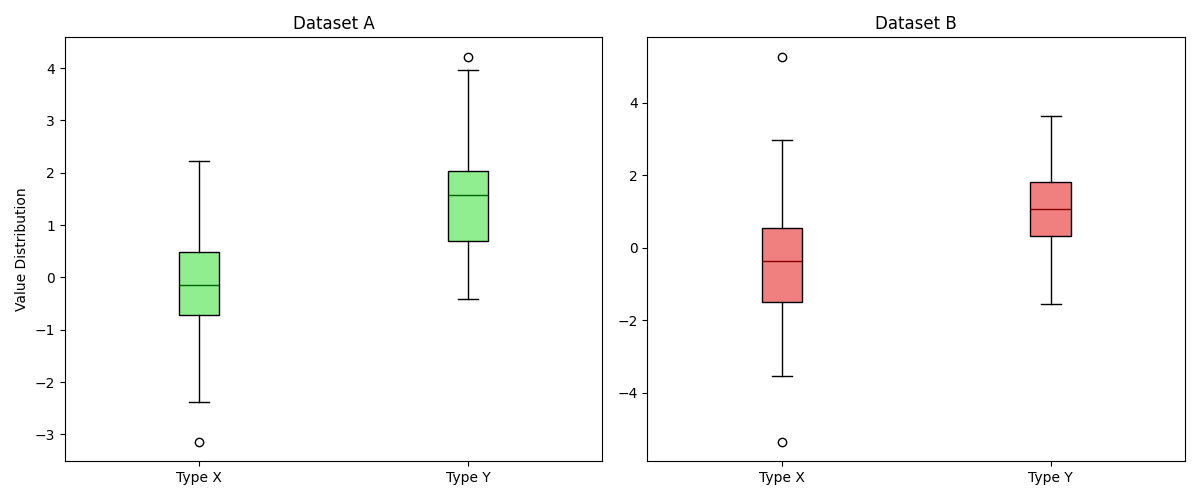 Dataset A
Dataset B
Value Distribution
4
3
2
1
0
−1
−2
−3
Type X
Type Y
4
2
0
−2
−4
Type X
Type Y